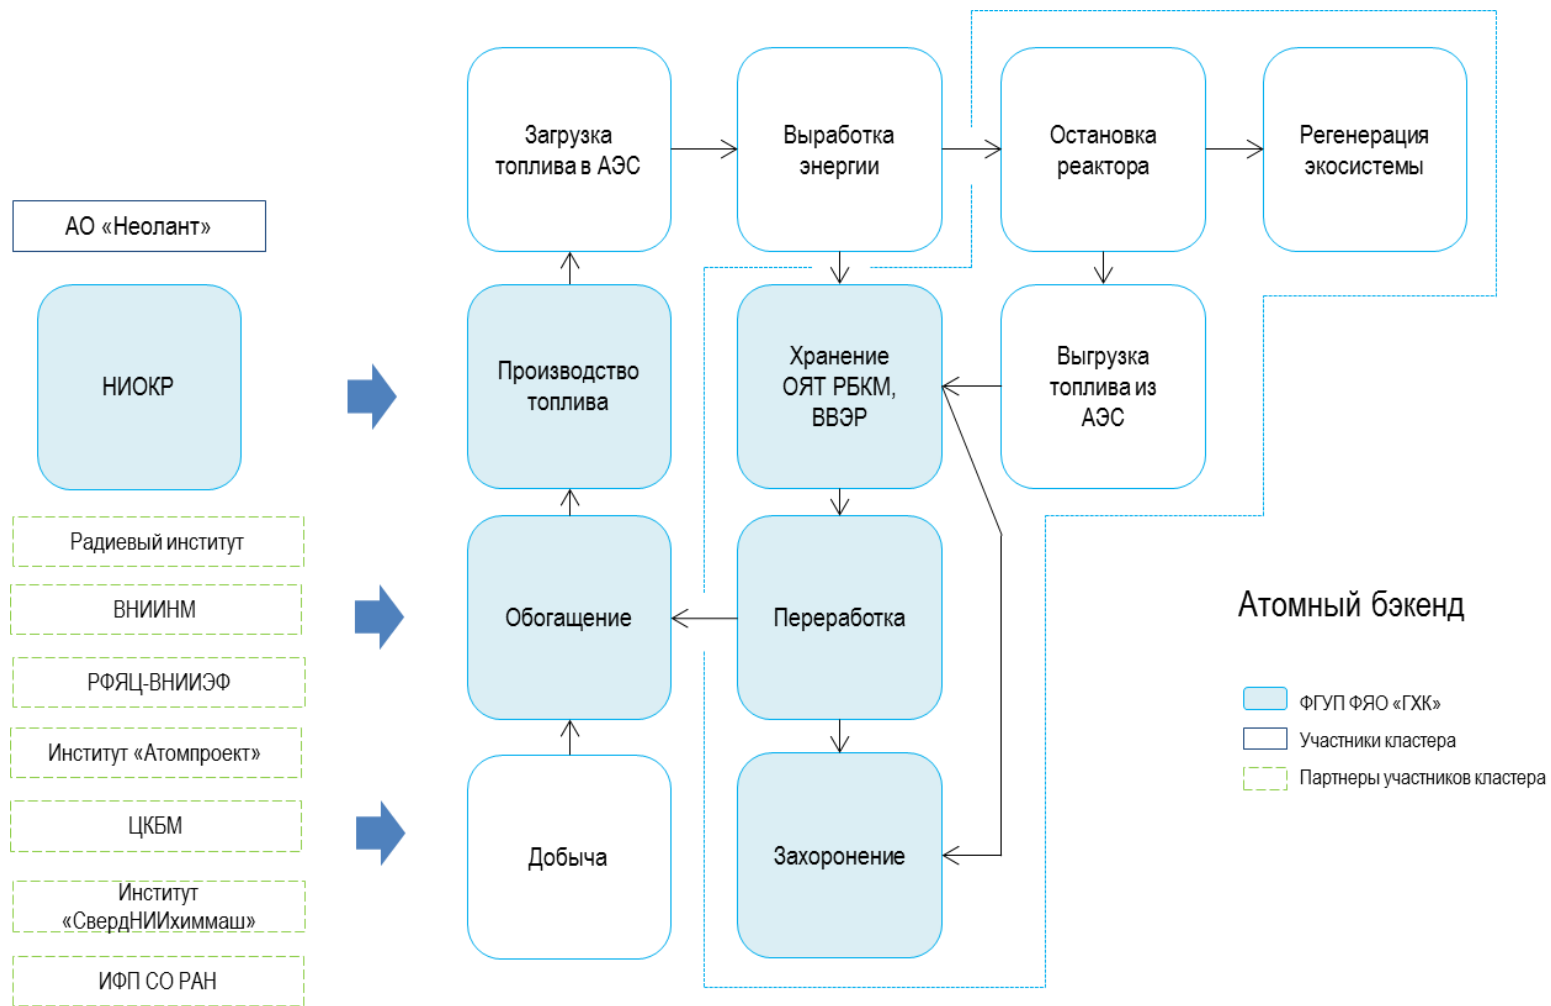 Загрузка
топлива в АЭС
Выработка
энергии
Остановка
реактора
Регенерация
экосистемы
АО «Неолант»
НИОКР
Производство
топлива
Хранение
ОЯТ РБКМ,
ВВЭР
Выгрузка
топлива из
АЭС
Радиевый институт
ВНИИНМ
РФЯЦ-ВНИИЭФ
Институт «Атомпроект»
ЦКБМ
Институт
«СвердНИИхиммаш»
ИФП СО РАН
Обогащение
Переработка
Добыча
Захоронение
Атомный бэкенд
ФГУП ФЯО «ГХК»
Участники кластера
Партнеры участников кластера